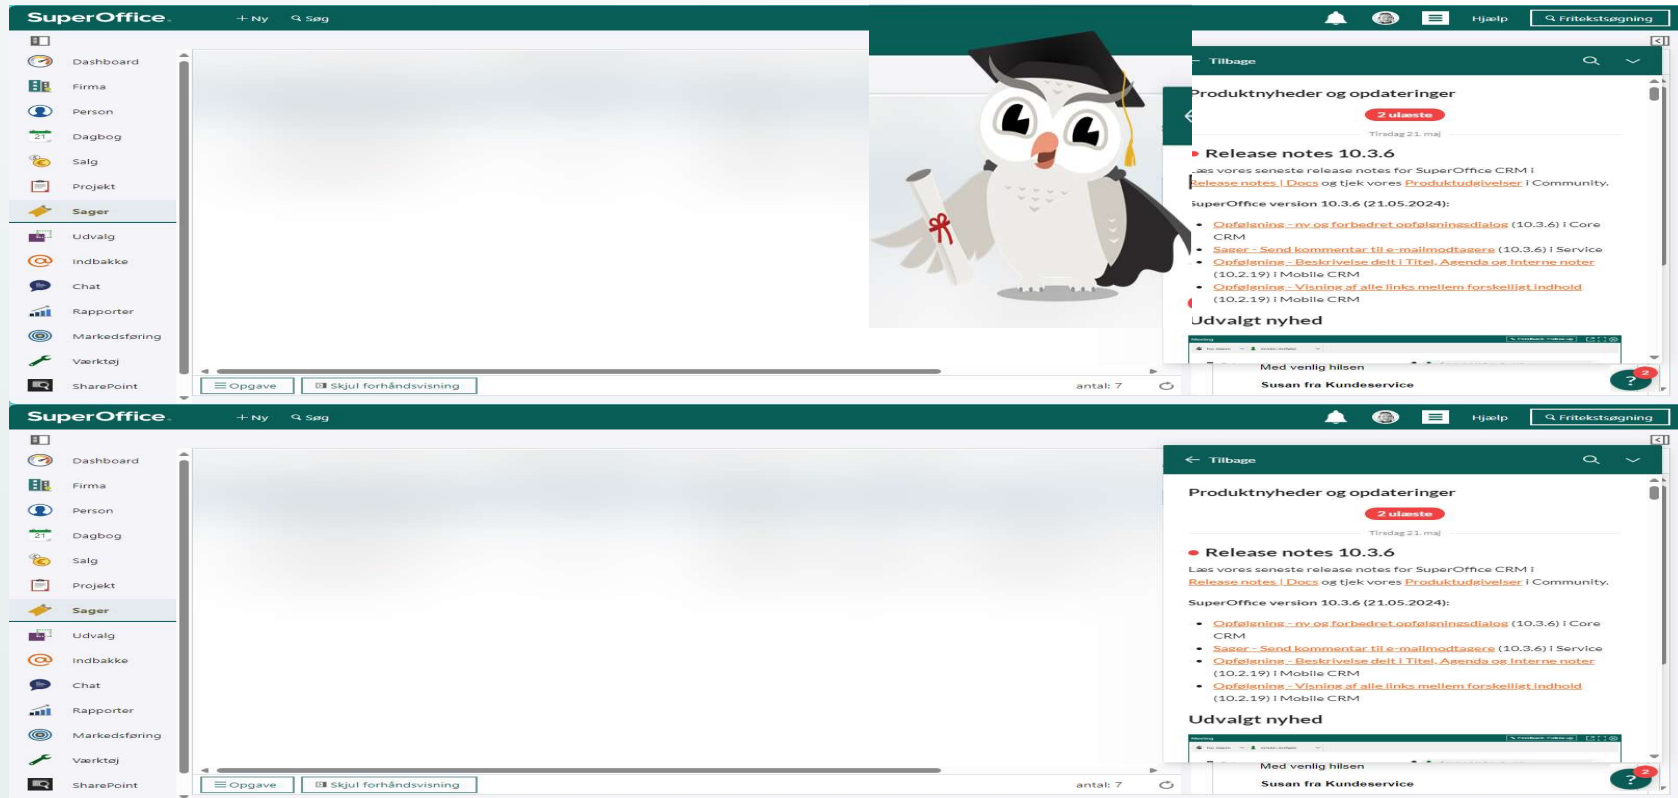 SuperOffice.
+ Ny
Søg
Hjælp
Fritekstsøgning
Dashboard
Firma
Person
21
Dagbog
Salg
Projekt
Sager
Udvalg
Indbakke
Chat
Rapporter
Markedsføring
Værktøj
SharePoint
Opgave
Skjul forhåndsvisning
antal: 7
← Tilbage
Produktnyheder og opdateringer
2 ulæste
Tirsdag 21. maj
Release notes 10.3.6
Læs vores seneste release notes for SuperOffice CRM i
Release notes | Docs og tjek vores Produktudgivelser i Community.
SuperOffice version 10.3.6 (21.05.2024):
• Opfølgning - ny og forbedret opfølgningsdialog (10.3.6) i Core
CRM
• Sager - Send kommentar til e-mailmodtagere (10.3.6) i Service
• Opfølgning - Beskrivelse delt i Titel, Agenda og Interne noter
(10.2.19) i Mobile CRM
• Opfølgning - Visning af alle links mellem forskelligt indhold
(10.2.19) i Mobile CRM
Udvalgt nyhed
Med venlig hilsen
Susan fra Kundeservice
? 2
SuperOffice.
+ Ny
Søg
Hjælp
Fritekstsøgning
Dashboard
Firma
Person
21
Dagbog
Salg
Projekt
Sager
Udvalg
Indbakke
Chat
Rapporter
Markedsføring
Værktøj
SharePoint
Opgave
Skjul forhåndsvisning
antal: 7
← Tilbage
Produktnyheder og opdateringer
2 ulæste
Tirsdag 21. maj
Release notes 10.3.6
Læs vores seneste release notes for SuperOffice CRM i
Release notes | Docs og tjek vores Produktudgivelser i Community.
SuperOffice version 10.3.6 (21.05.2024):
• Opfølgning - ny og forbedret opfølgningsdialog (10.3.6) i Core
CRM
• Sager - Send kommentar til e-mailmodtagere (10.3.6) i Service
• Opfølgning - Beskrivelse delt i Titel, Agenda og Interne noter
(10.2.19) i Mobile CRM
• Opfølgning - Visning af alle links mellem forskelligt indhold
(10.2.19) i Mobile CRM
Udvalgt nyhed
Med venlig hilsen
Susan fra Kundeservice
? 2